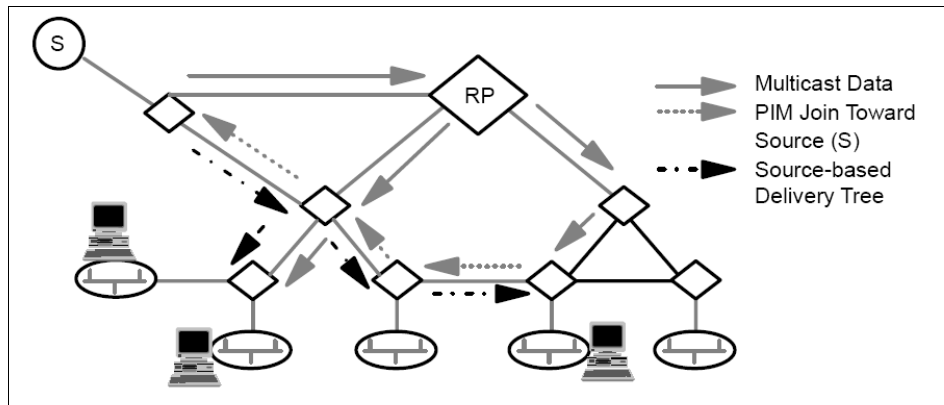 S
RP
Multicast Data
PIM Join Toward
Source (S)
Source-based
Delivery Tree